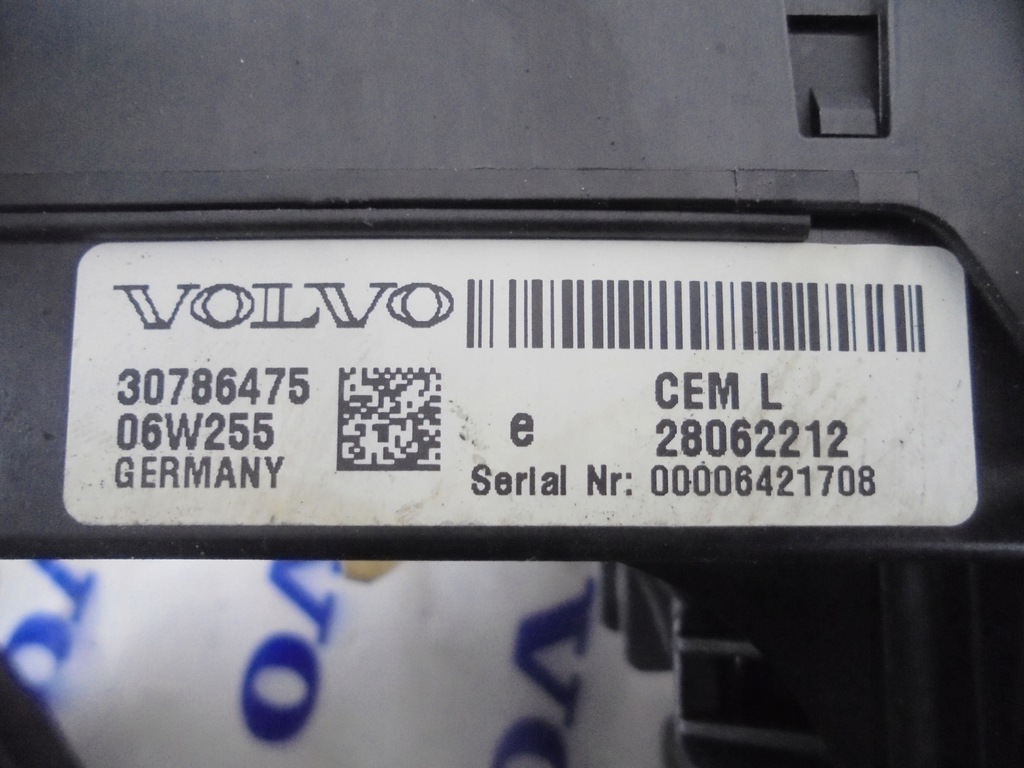 VOLVO
30786475
06W255
GERMANY
e
CEM L
28062212
Serial Nr: 00006421708